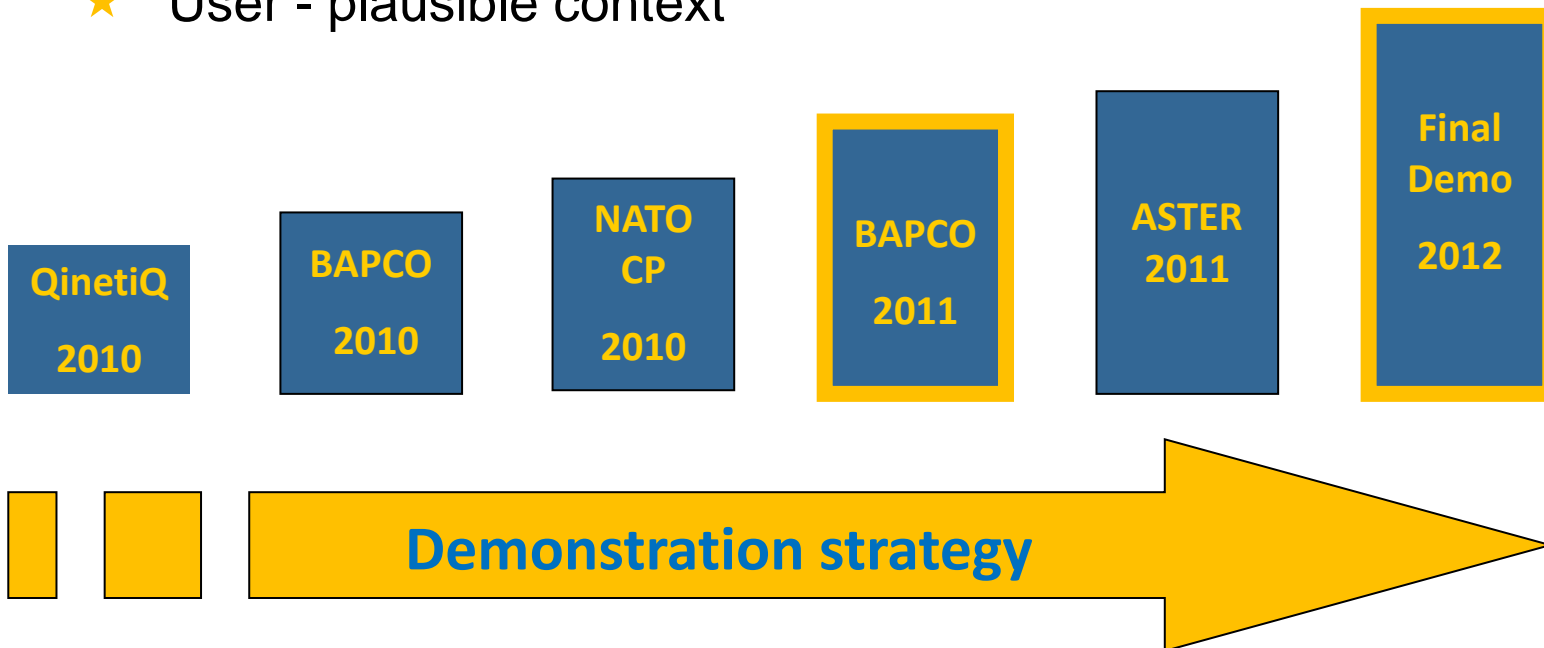 User - plausible context
QinetiQ
2010
BAPCO
2010
NATO
CP
2010
BAPCO
2011
ASTER
2011
Final
Demo
2012
Demonstration strategy